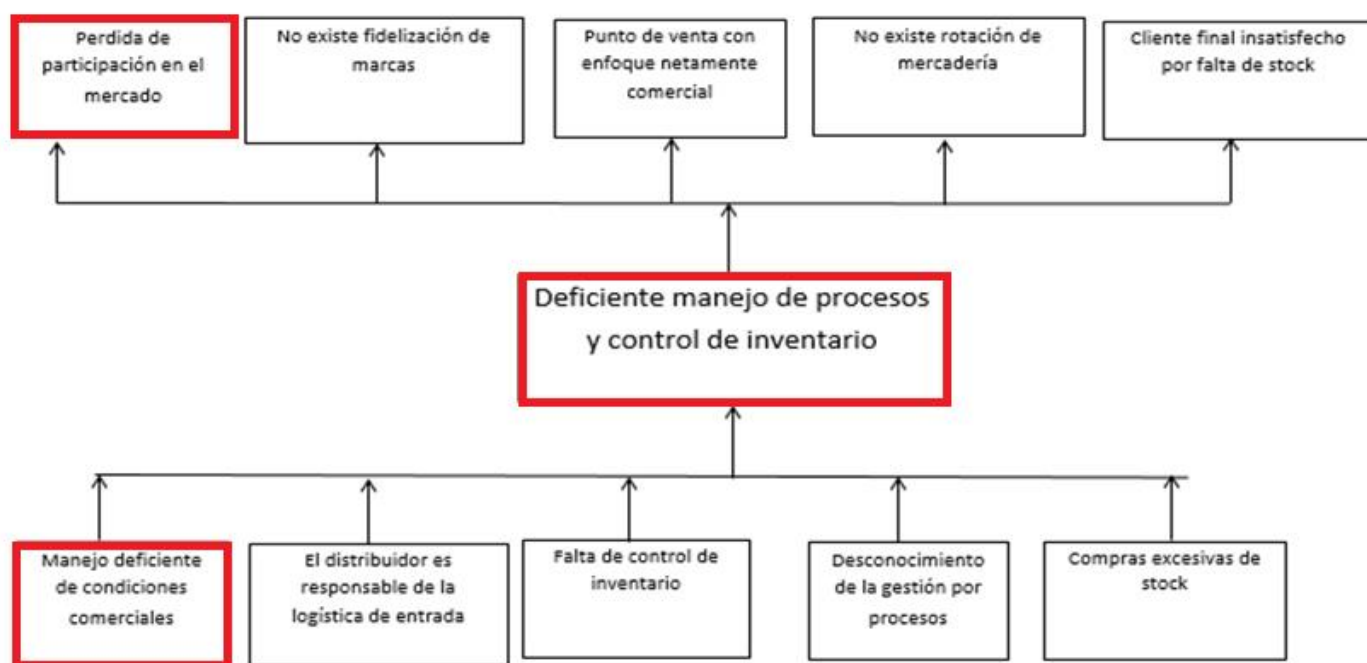 Perdida de
participación en el
mercado
No existe fidelización de
marcas
Punto de venta con
enfoque netamente
comercial
No existe rotación de
mercadería
Cliente final insatisfecho
por falta de stock
Deficiente manejo de procesos
y control de inventario
Manejo deficiente
de condiciones
comerciales
El distribuidor es
responsable de la
logística de entrada
Falta de control de
inventario
Desconocimiento
de la gestión por
procesos
Compras excesivas de
stock